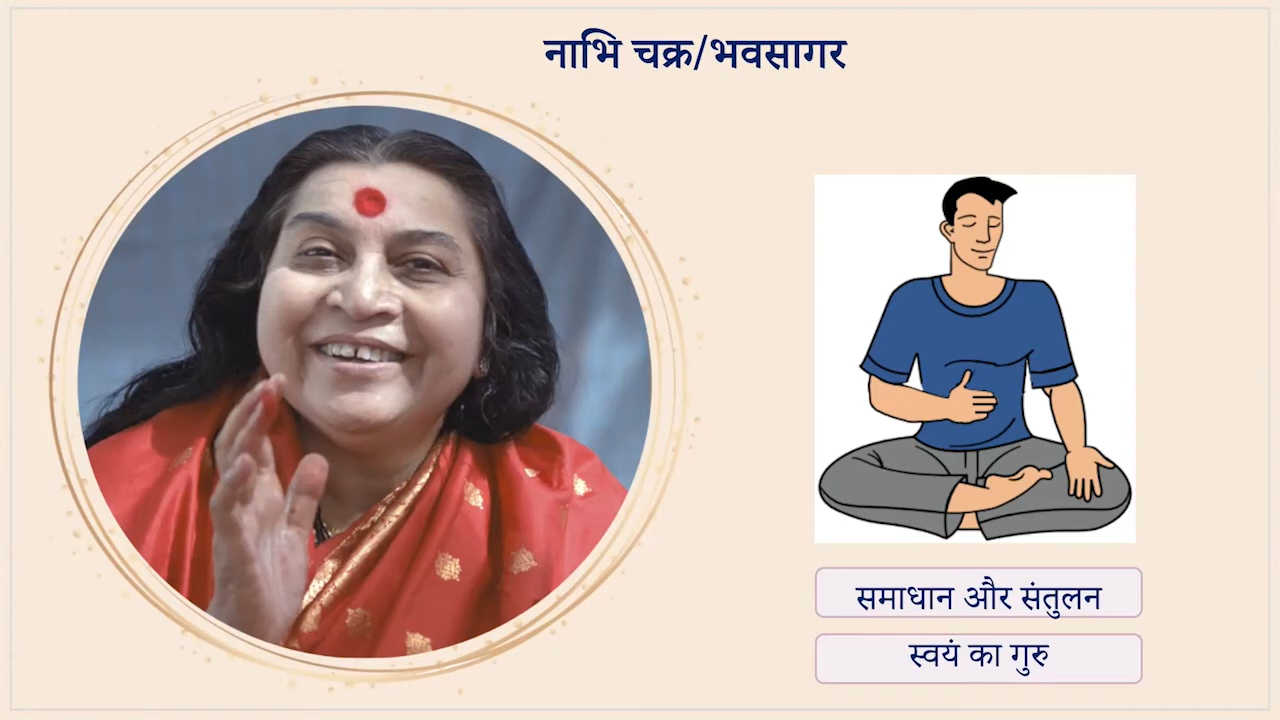 नाभि चक्र/भवसागर
समाधान और संतुलन
स्वयं का गुरु